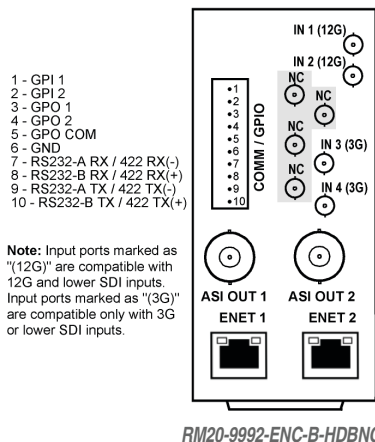 1 - GPI 1
2 - GPI 2
3 - GPO 1
4 - GPO 2
5 - GPO COM
6 - GND
7 - RS232-A RX / 422 RX(-)
8 - RS232-B RX / 422 RX(+)
9 - RS232-A TX / 422 TX(-)
10 - RS232-B TX / 422 TX(+)
Note: Input ports marked as
"(12G)" are compatible with
12G and lower SDI inputs.
Input ports marked as "(3G)"
are compatible only with 3G
or lower SDI inputs.
•1
•2
•3
•4
•5
•6
•7
•8
•9
•10
COMM / GPIO
IN 1 (12G)
IN 2 (12G)
NC
NC
NC
IN 3 (3G)
NC
IN 4 (3G)
ASI OUT 1
ASI OUT 2
ENET 1
ENET 2
RM20-9992-ENC-B-HDBNC